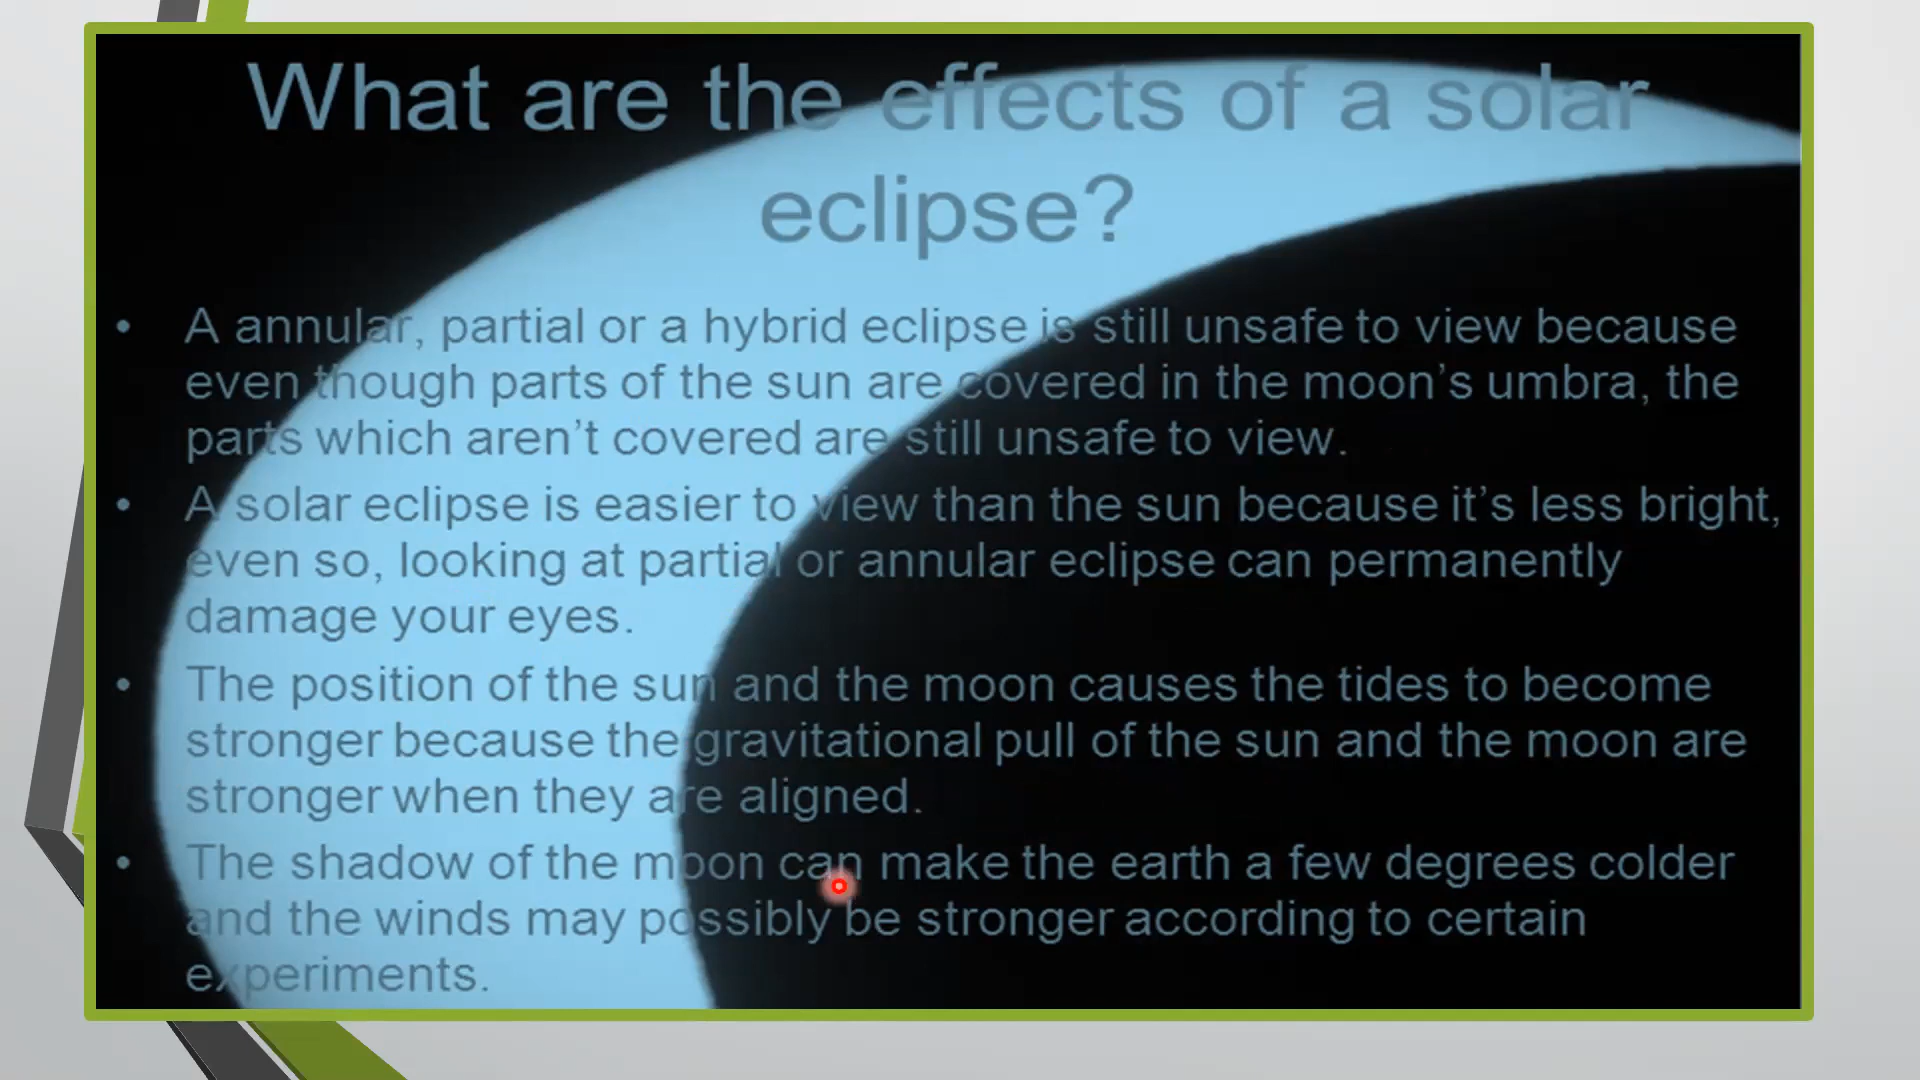 What are the effects of a solar
eclipse?
• A annular, partial or a hybrid eclipse is still unsafe to view because
even though parts of the sun are covered in the moon’s umbra, the
parts which aren’t covered are still unsafe to view.
• A solar eclipse is easier to view than the sun because it’s less bright,
even so, looking at partial or annular eclipse can permanently
damage your eyes.
• The position of the sun and the moon causes the tides to become
stronger because the gravitational pull of the sun and the moon are
stronger when they are aligned.
• The shadow of the moon can make the earth a few degrees colder
and the winds may possibly be stronger according to certain
experiments.